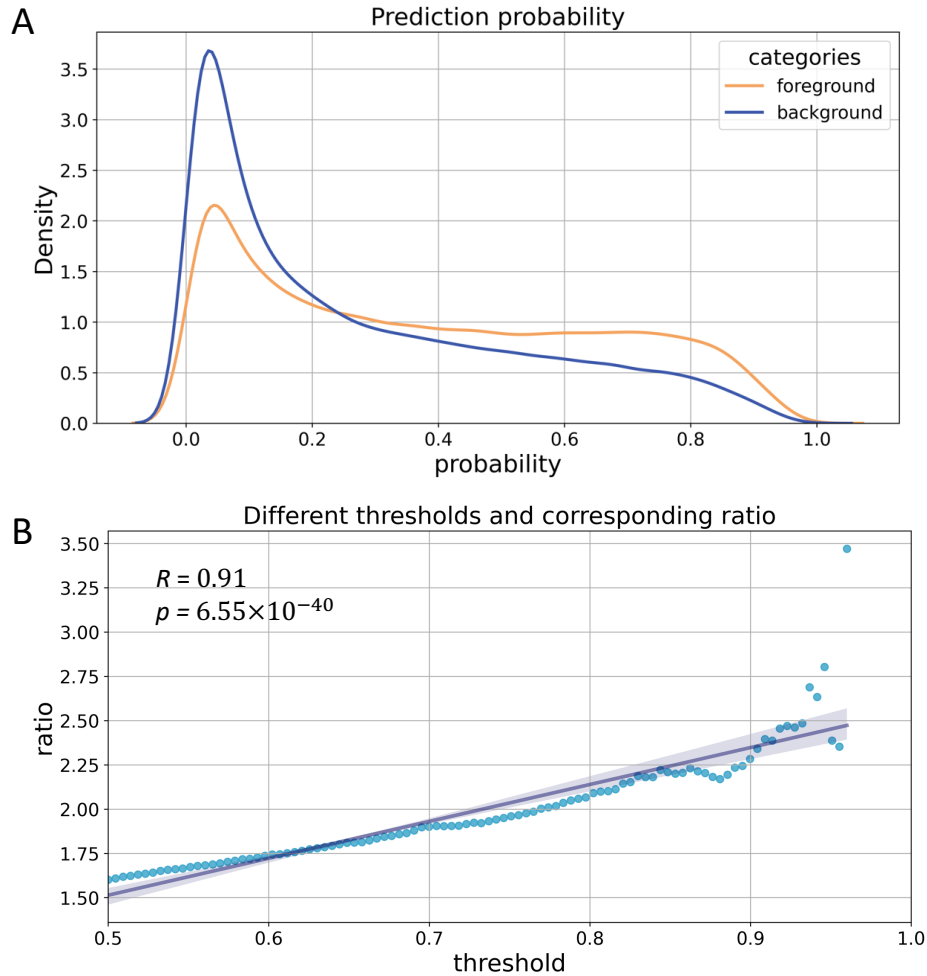 A
Prediction probability
categories
foreground
background
3.5
3.0
2.5
2.0
1.5
1.0
0.5
0.0
Density
0.0 0.2 0.4 0.6 0.8 1.0
probability
B
Different thresholds and corresponding ratio
R = 0.91
p = 6.55×10⁻⁴⁰
3.50
3.25
3.00
2.75
2.50
2.25
2.00
1.75
1.50
ratio
0.5 0.6 0.7 0.8 0.9 1.0
threshold